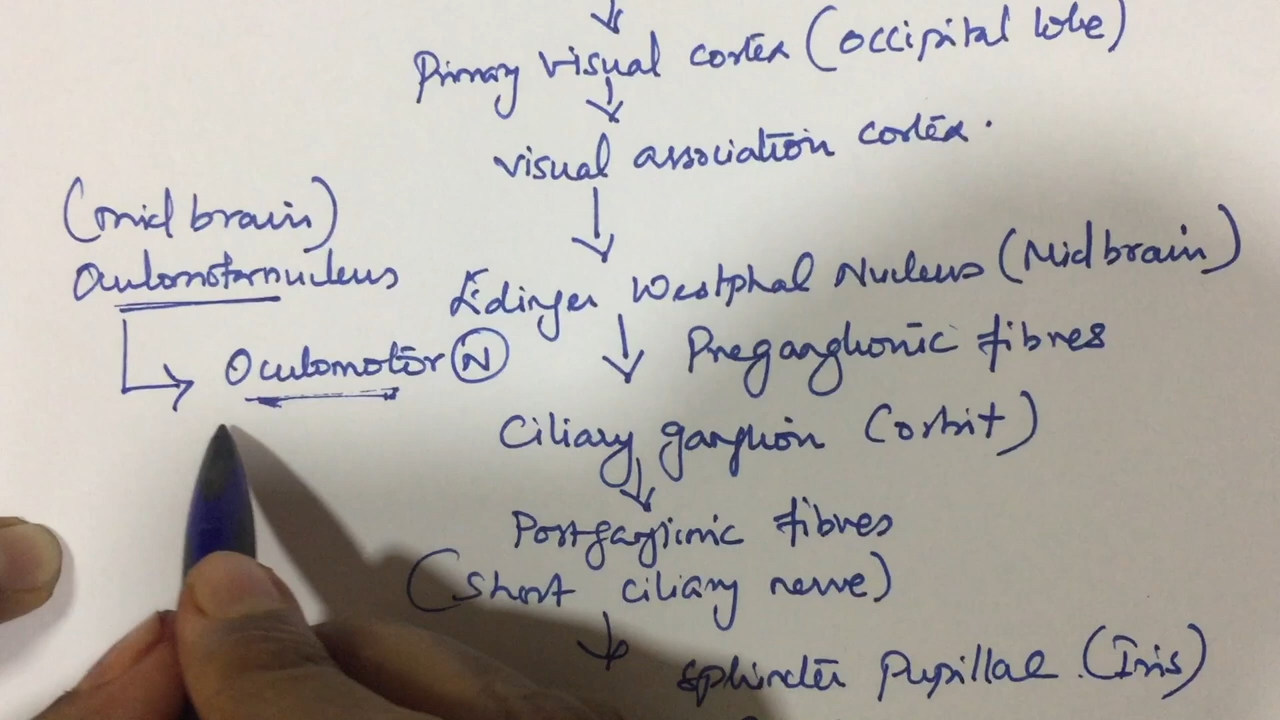 Primary visual cortex (occipital lobe)
visual association cortex.
(mid brain)
Oculomotor nucleus
Edinger Westphal Nucleus (Midbrain)
Oculomotor N
Preganglionic fibres
Ciliary ganglion (orbit)
Postganglionic fibres
(short ciliary nerve)
sphincter Pupillae (Iris)